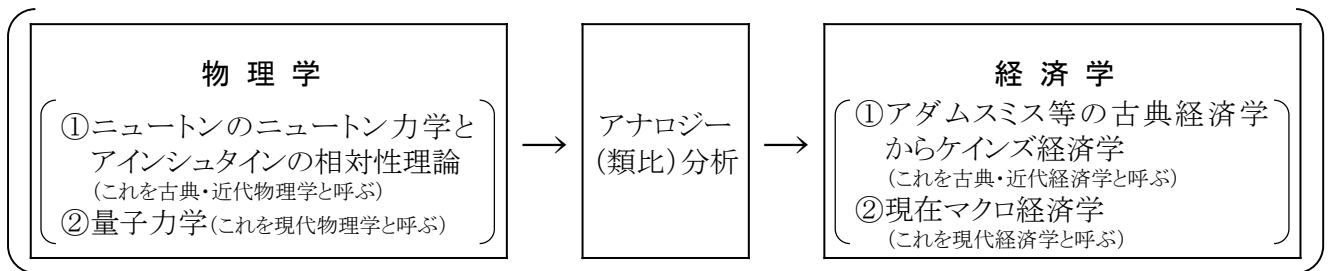 物理学
①ニュートンのニュートン力学と
アインシュタインの相対性理論
(これを古典・近代物理学と呼ぶ)
②量子力学(これを現代物理学と呼ぶ)
→
アナロジー
(類比)分析
→
経済学
①アダムスミス等の古典経済学
からケインズ経済学
(これを古典・近代経済学と呼ぶ)
②現在マクロ経済学
(これを現代経済学と呼ぶ)